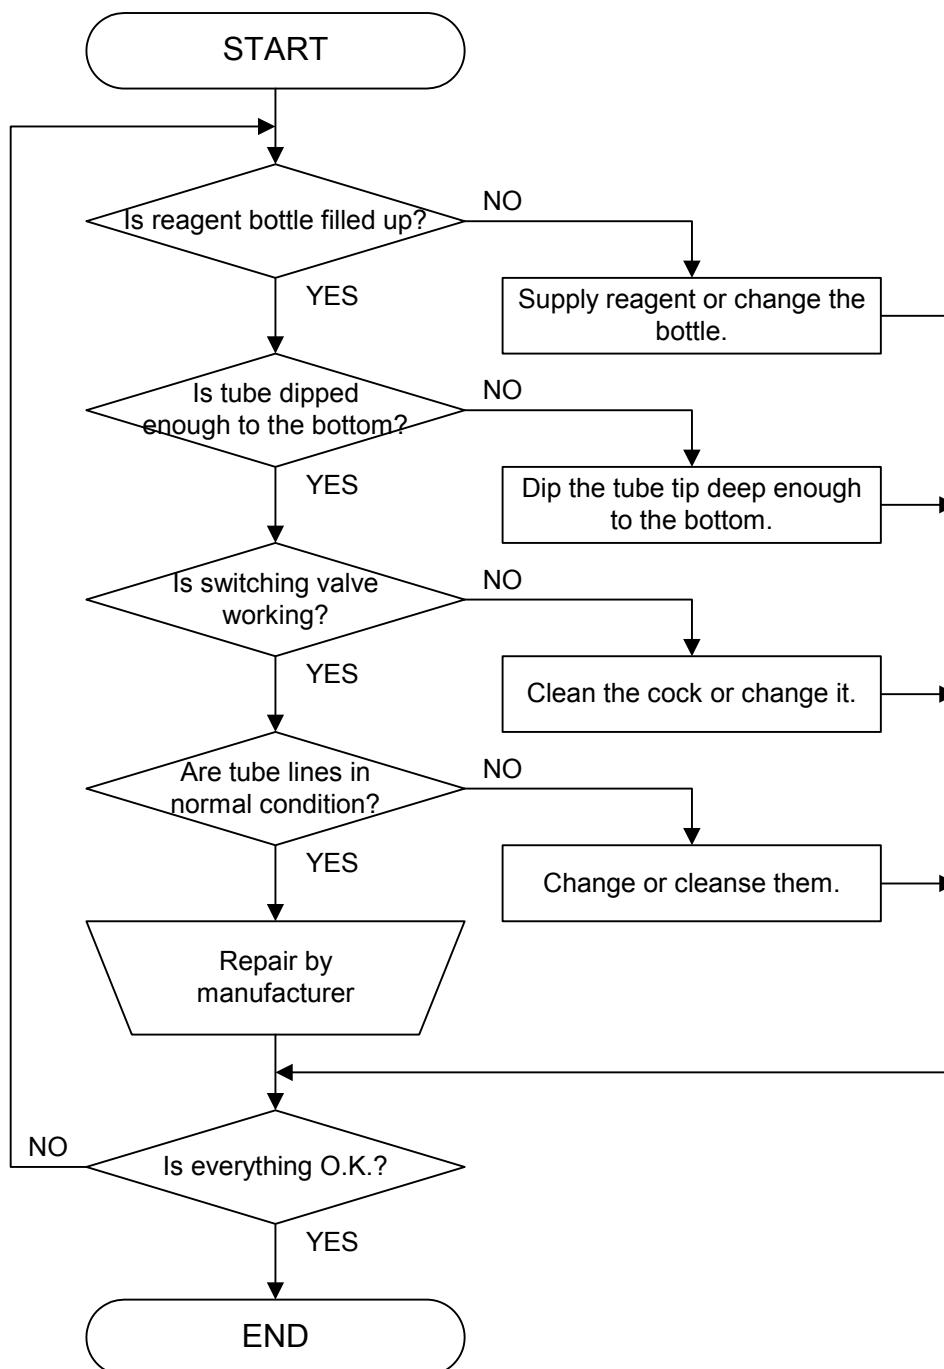 START
Is reagent bottle filled up?
NO
YES
Supply reagent or change the
bottle.
Is tube dipped
enough to the bottom?
NO
YES
Dip the tube tip deep enough
to the bottom.
Is switching valve
working?
NO
YES
Clean the cock or change it.
Are tube lines in
normal condition?
NO
YES
Change or cleanse them.
Repair by
manufacturer
NO
Is everything O.K.?
YES
END